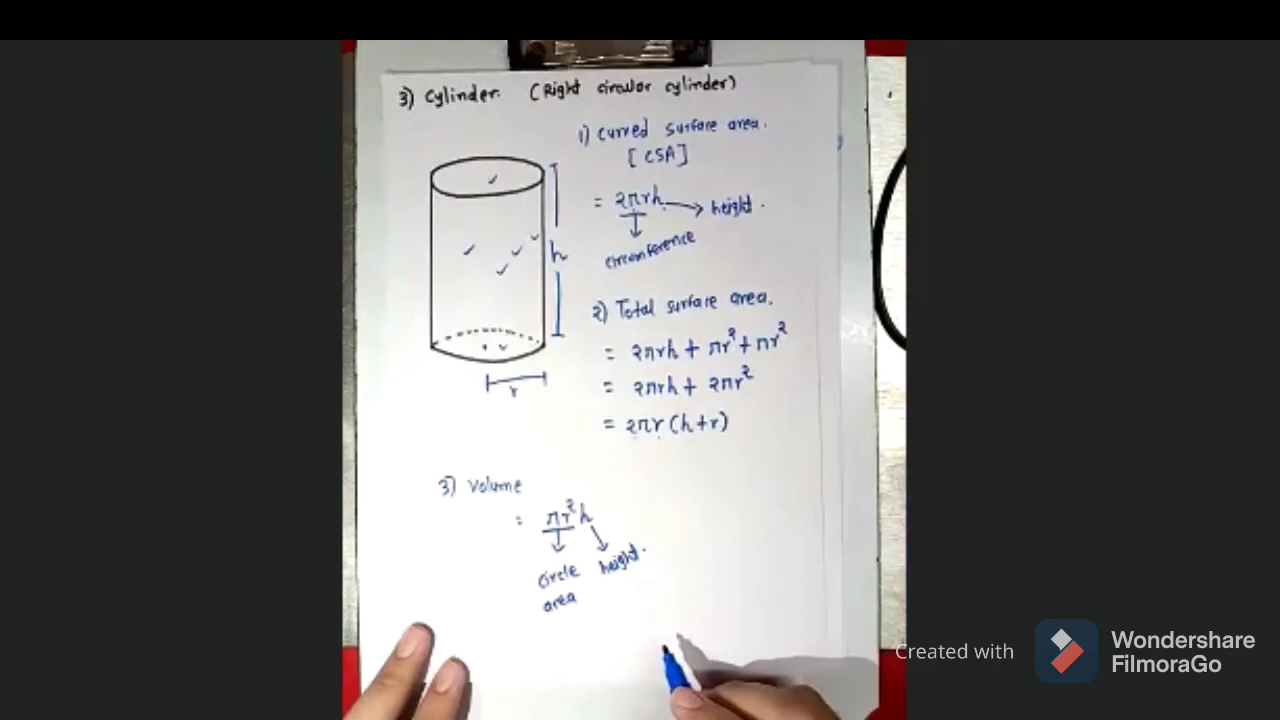 3) Cylinder. (Right circular cylinder)
1) Curved surface area.
[CSA]
= 2πrh → height.
circumference
h
2) Total surface area.
= 2πrh + πr² + πr²
= 2πrh + 2πr²
= 2πr (h+r)
r
3) Volume
= πr²h
circle height.
area
Created with Wondershare
FilmoraGo